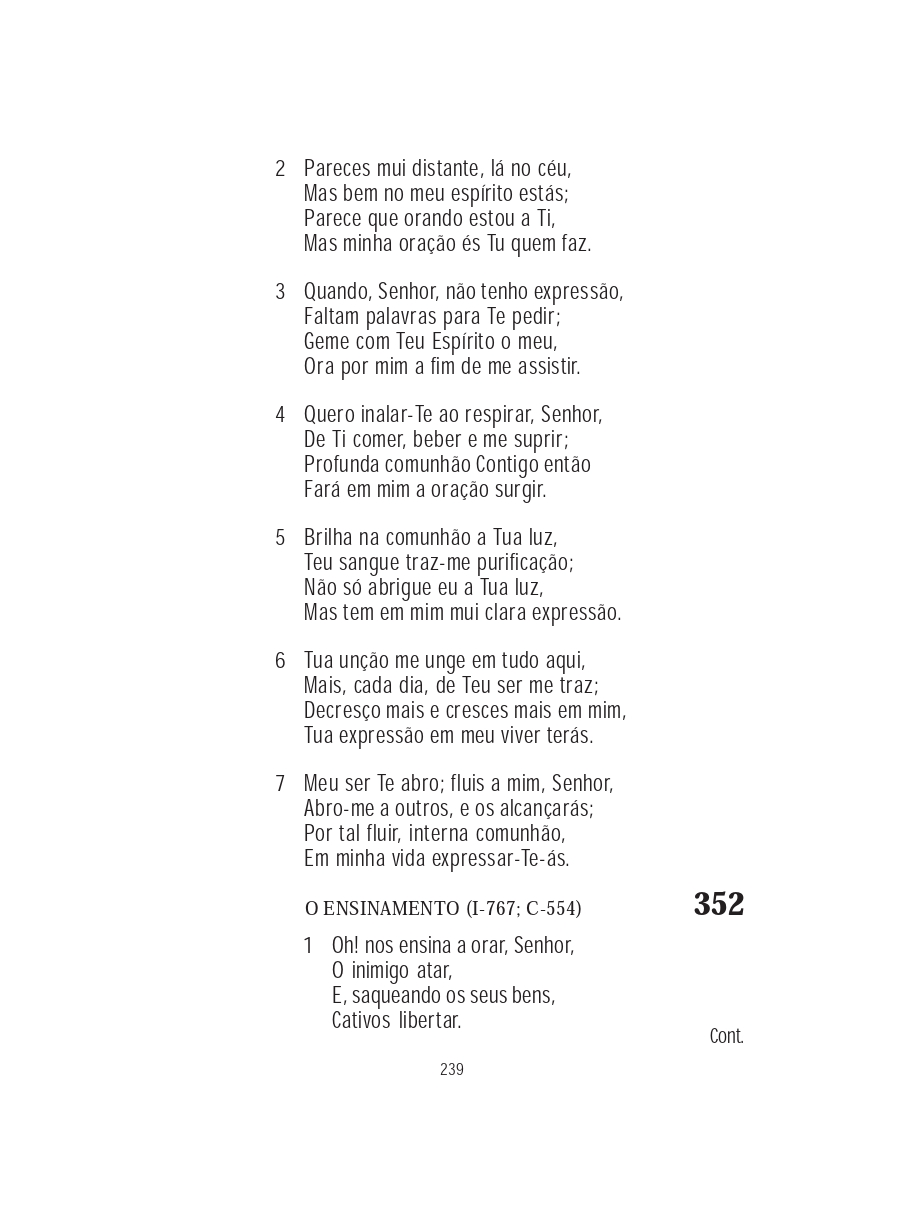 2 Pareces mui distante, lá no céu,
Mas bem no meu espírito estás;
Parece que orando estou a Ti,
Mas minha oração és Tu quem faz.
3 Quando, Senhor, não tenho expressão,
Faltam palavras para Te pedir;
Geme com Teu Espírito o meu,
Ora por mim a fim de me assistir.
4 Quero inalar-Te ao respirar, Senhor,
De Ti comer, beber e me suprir;
Profunda comunhão Contigo então
Fará em mim a oração surgir.
5 Brilha na comunhão a Tua luz,
Teu sangue traz-me purificação;
Não só abrigue eu a Tua luz,
Mas tem em mim mui clara expressão.
6 Tua unção me unge em tudo aqui,
Mais, cada dia, de Teu ser me traz;
Decresço mais e cresces mais em mim,
Tua expressão em meu viver terás.
7 Meu ser Te abro; fluis a mim, Senhor,
Abro-me a outros, e os alcançarás;
Por tal fluir, interna comunhão,
Em minha vida expressar-Te-ás.
O ENSINAMENTO (I-767; C-554) 352
1 Oh! nos ensina a orar, Senhor,
O inimigo atar,
E, saqueando os seus bens,
Cativos libertar.
Cont.
239